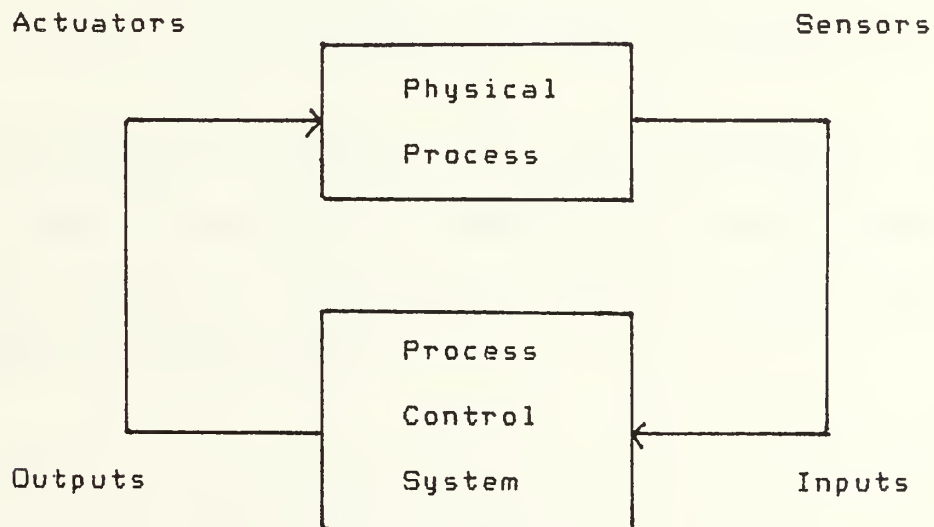 Actuators
Sensors
Physical
Process
Process
Control
System
Outputs
Inputs